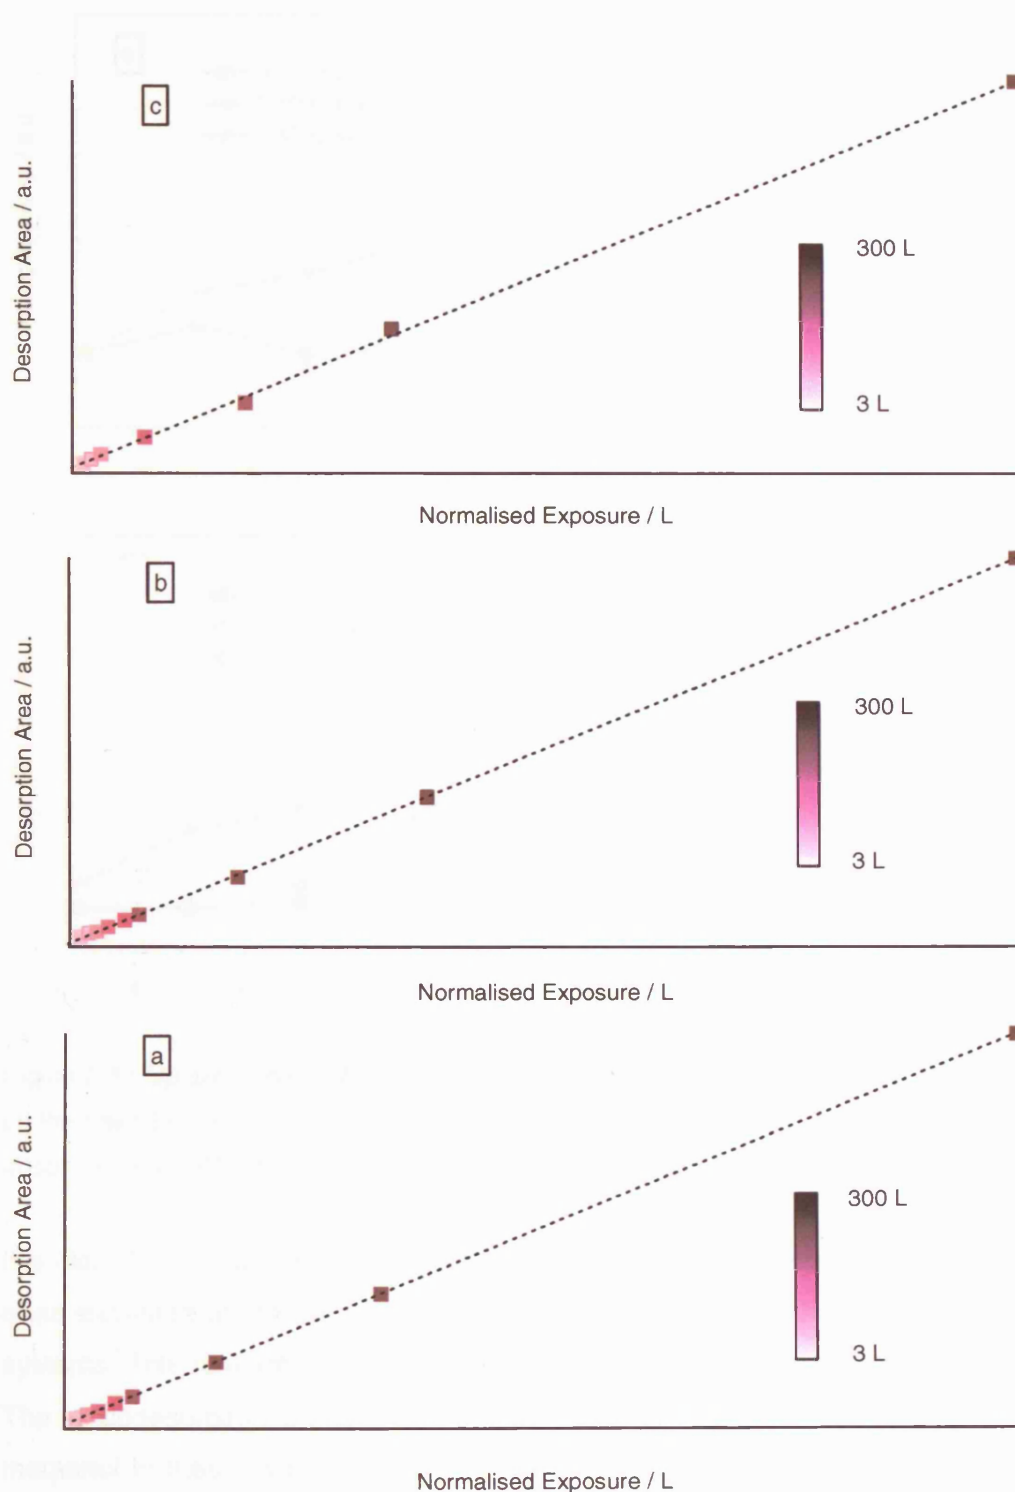 c
Desorption Area / a.u.
300 L
3 L
Normalised Exposure / L
b
Desorption Area / a.u.
300 L
3 L
Normalised Exposure / L
a
Desorption Area / a.u.
300 L
3 L
Normalised Exposure / L